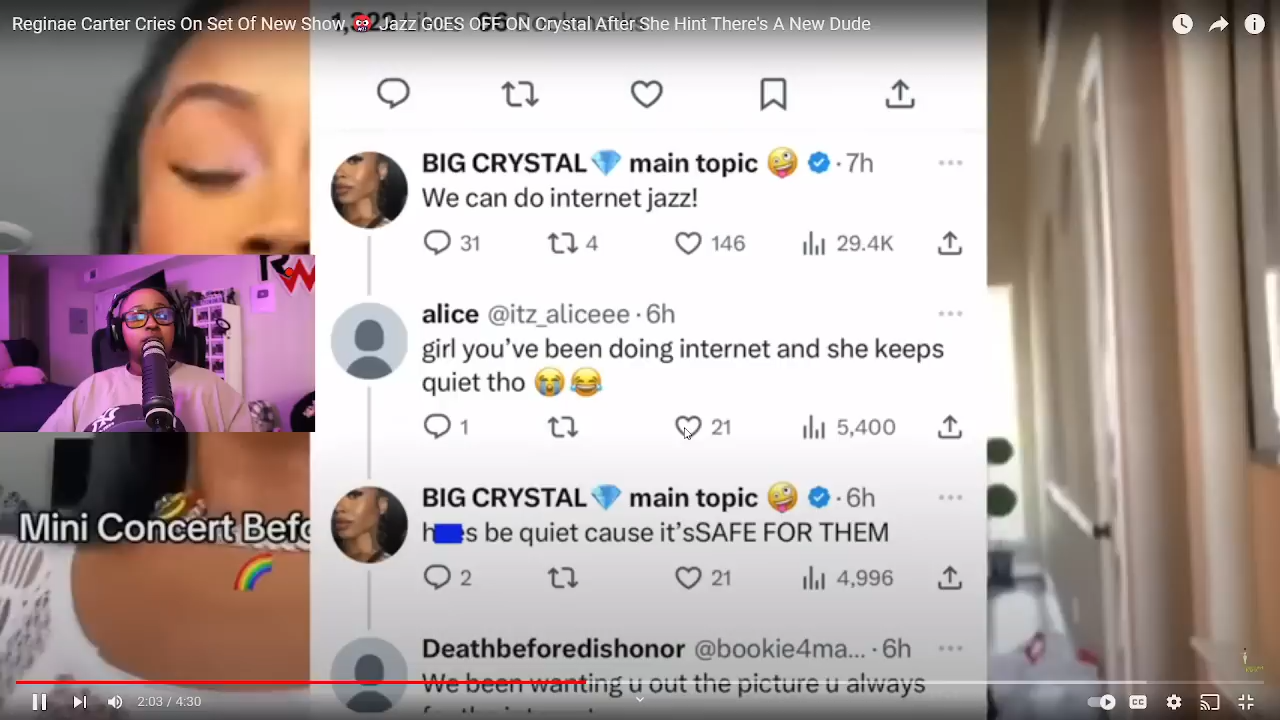 Reginae Carter Cries On Set Of New Show, Jazz G0ES OFF ON Crystal After She Hint There's A New Dude
BIG CRYSTAL💎 main topic 🤪 · 7h
We can do internet jazz!
31 4 146 29.4K
alice @itz_aliceee · 6h
girl you’ve been doing internet and she keeps
quiet tho 😭😂
1 21 5,400
BIG CRYSTAL💎 main topic 🤪 · 6h
h s be quiet cause it’sSAFE FOR THEM
2 21 4,996
Deathbeforedishonor @bookie4ma... · 6h
We been wanting u out the picture u always
Mini Concert Befo
2:03 / 4:30
CC